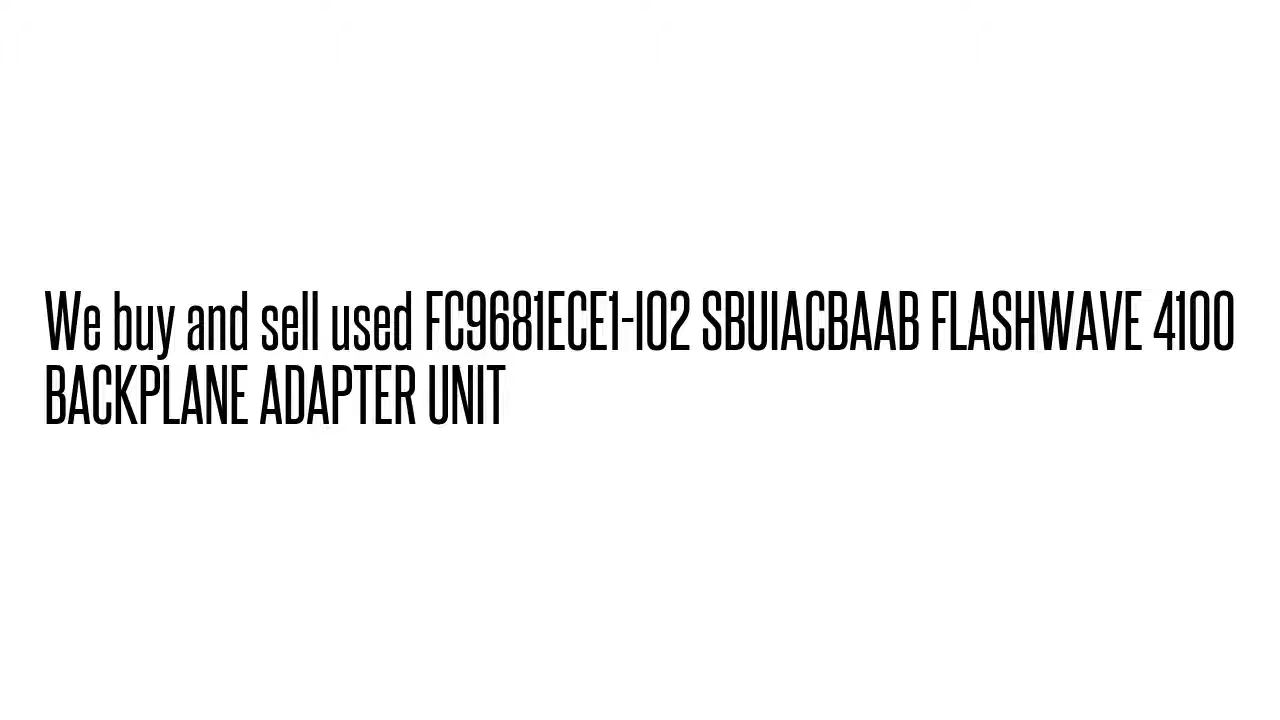 We buy and sell used FC9681ECE1-I02 SBUIACBAAB FLASHWAVE 4100
BACKPLANE ADAPTER UNIT